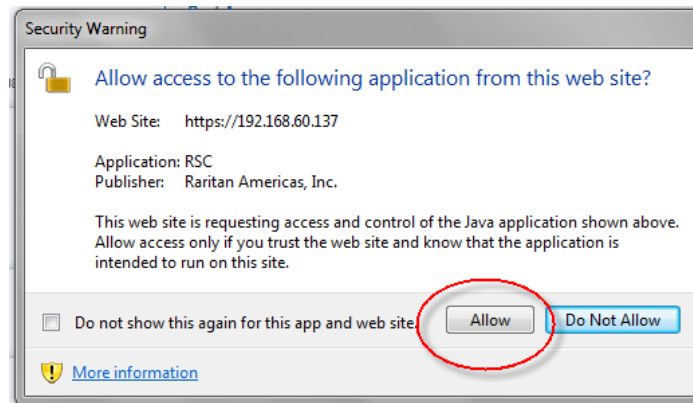 Security Warning
Allow access to the following application from this web site?
Web Site: https://192.168.60.137
Application: RSC
Publisher: Raritan Americas, Inc.
This web site is requesting access and control of the Java application shown above.
Allow access only if you trust the web site and know that the application is
intended to run on this site.
Do not show this again for this app and web site.
Allow
Do Not Allow
More information